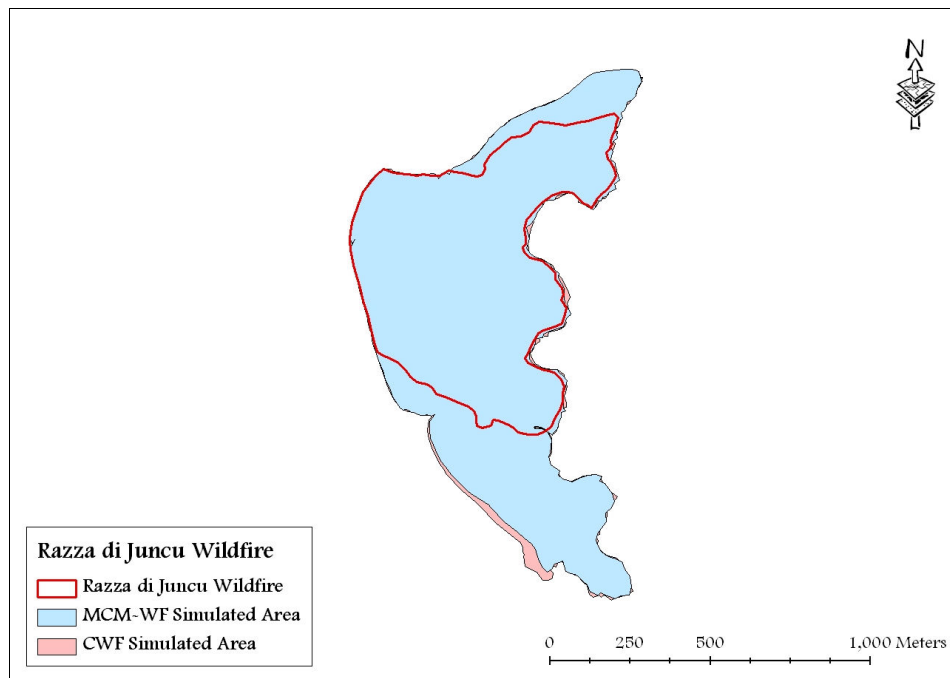 N
Razza di Juncu Wildfire
Razza di Juncu Wildfire
MCM-WF Simulated Area
CWF Simulated Area
0 250 500 1,000 Meters